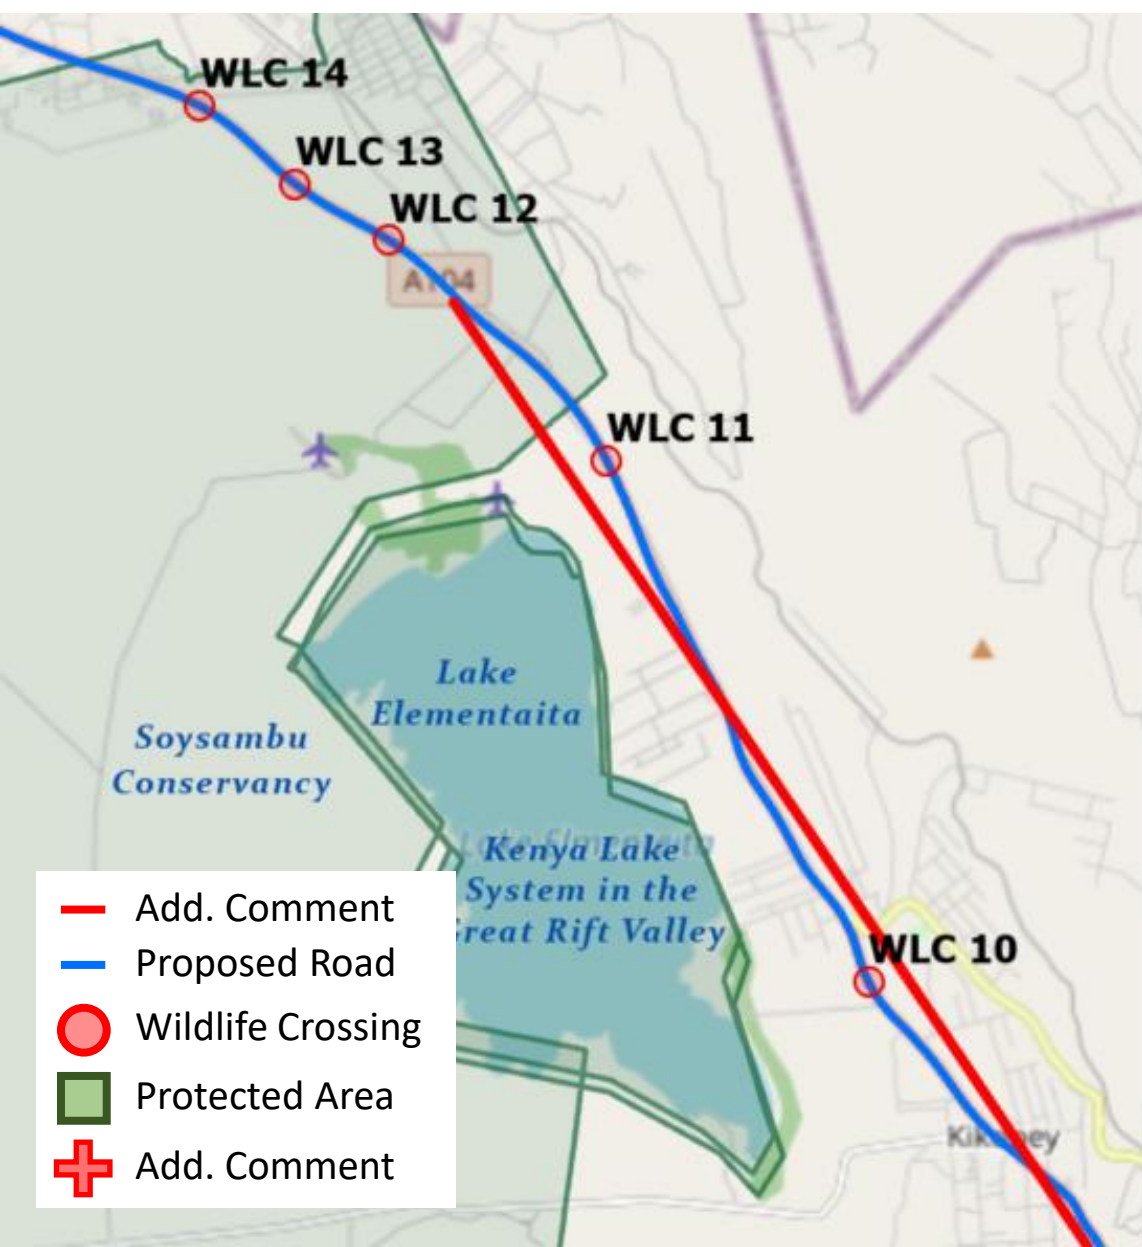 WLC 14
WLC 13
WLC 12
A104
WLC 11
Lake
Elementaita
Soysambu
Conservancy
Kenya Lake
System in the
Great Rift Valley
WLC 10
Add. Comment
Proposed Road
Wildlife Crossing
Protected Area
Add. Comment